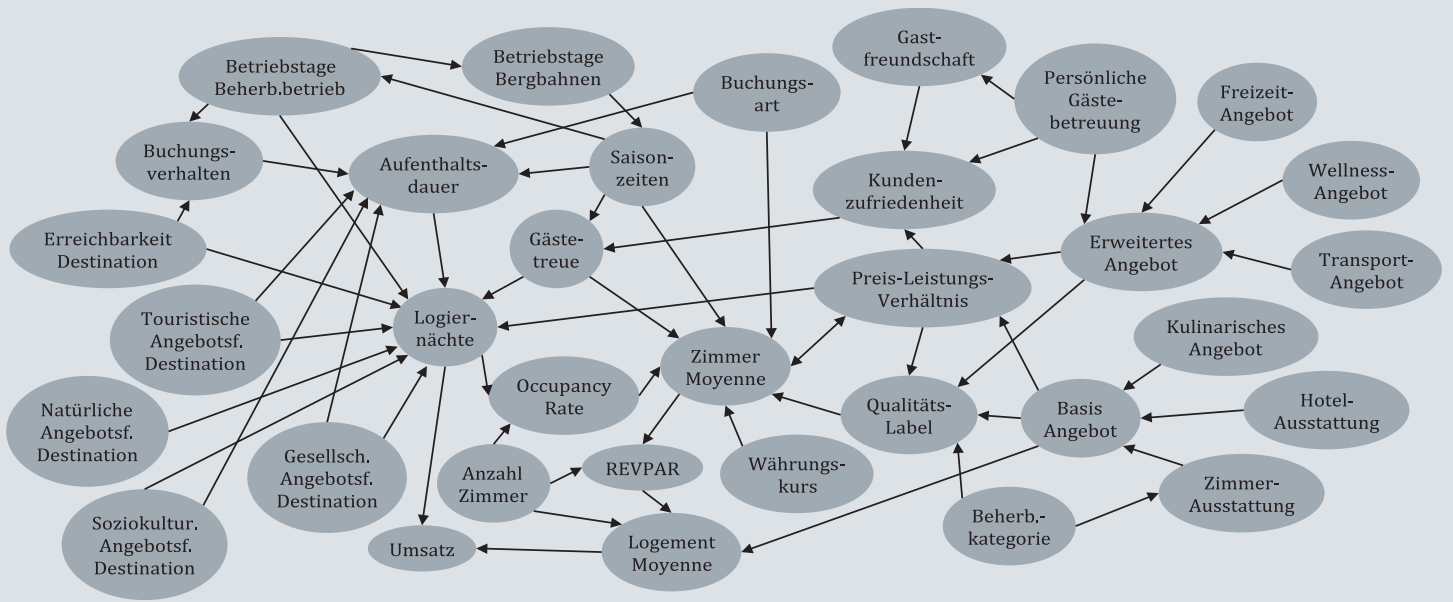 Betriebstage
Beherb.betrieb
Betriebstage
Bergbahnen
Buchungs-
art
Gast-
freundschaft
Persönliche
Gäste-
betreuung
Freizeit-
Angebot
Buchungs-
verhalten
Aufenthalts-
dauer
Saison-
zeiten
Kunden-
zufriedenheit
Wellness-
Angebot
Erreichbarkeit
Destination
Gäste-
treue
Erweitertes
Angebot
Transport-
Angebot
Preis-Leistungs-
Verhältnis
Touristische
Angebotsf.
Destination
Logier-
nächte
Zimmer
Moyenne
Kulinarisches
Angebot
Occupancy
Rate
Natürliche
Angebotsf.
Destination
Qualitäts-
Label
Basis
Angebot
Hotel-
Ausstattung
Gesellsch.
Angebotsf.
Destination
Anzahl
Zimmer
REVPAR
Währungs-
kurs
Zimmer-
Ausstattung
Soziokultur.
Angebotsf.
Destination
Umsatz
Logement
Moyenne
Beherb.-
kategorie